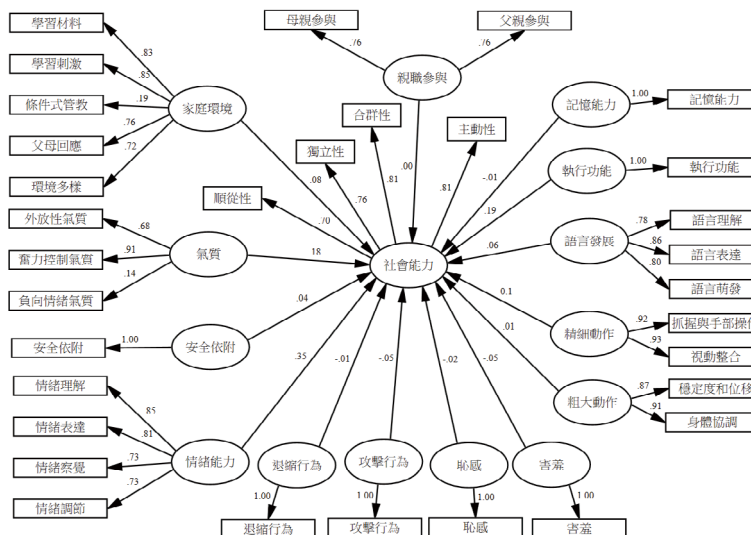 母親參與
父親參與
.76
.76
親職參與
學習材料
學習刺激
條件式管教
父母回應
環境多樣
.83
.85
.19
.76
.72
家庭環境
合群性
主動性
獨立性
順從性
.81
.81
.76
.70
.08
.00
記憶能力
1.00
記憶能力
-.01
執行功能
1.00
執行功能
.19
語言發展
.78
.86
.80
語言理解
語言表達
語言萌發
.06
外放性氣質
奮力控制氣質
負向情緒氣質
.68
.91
.14
氣質
18
社會能力
安全依附
1.00
安全依附
.04
0.1
精細動作
.92
.93
抓握與手部操作
視動整合
.01
粗大動作
.87
.91
穩定度和位移
身體協調
情緒理解
情緒表達
情緒察覺
情緒調節
.85
.81
.73
.73
情緒能力
.35
-.01
-.05
-.02
-.05
退縮行為
攻擊行為
恥感
害羞
1.00
1.00
1.00
1.00
退縮行為
攻擊行為
恥感
害羞